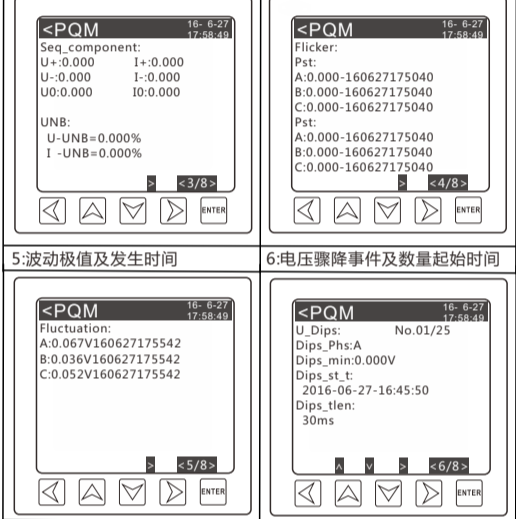 <PQM
16- 6-27
17:58:49
Seq_component:
U+:0.000 I+:0.000
U-:0.000 I-:0.000
U0:0.000 I0:0.000
UNB:
U-UNB=0.000%
I -UNB=0.000%
> <3/8>
ENTER
<PQM
16- 6-27
17:58:49
Flicker:
Pst:
A:0.000-160627175040
B:0.000-160627175040
C:0.000-160627175040
Pst:
A:0.000-160627175040
B:0.000-160627175040
C:0.000-160627175040
> <4/8>
ENTER
5:波动极值及发生时间
6:电压骤降事件及数量起始时间
<PQM
16- 6-27
17:58:49
Fluctuation:
A:0.067V160627175542
B:0.036V160627175542
C:0.052V160627175542
> <5/8>
ENTER
<PQM
16- 6-27
17:58:49
U_Dips: No.01/25
Dips_Phs:A
Dips_min:0.000V
Dips_st_t:
2016-06-27-16:45:50
Dips_tlen:
30ms
> <6/8>
ENTER